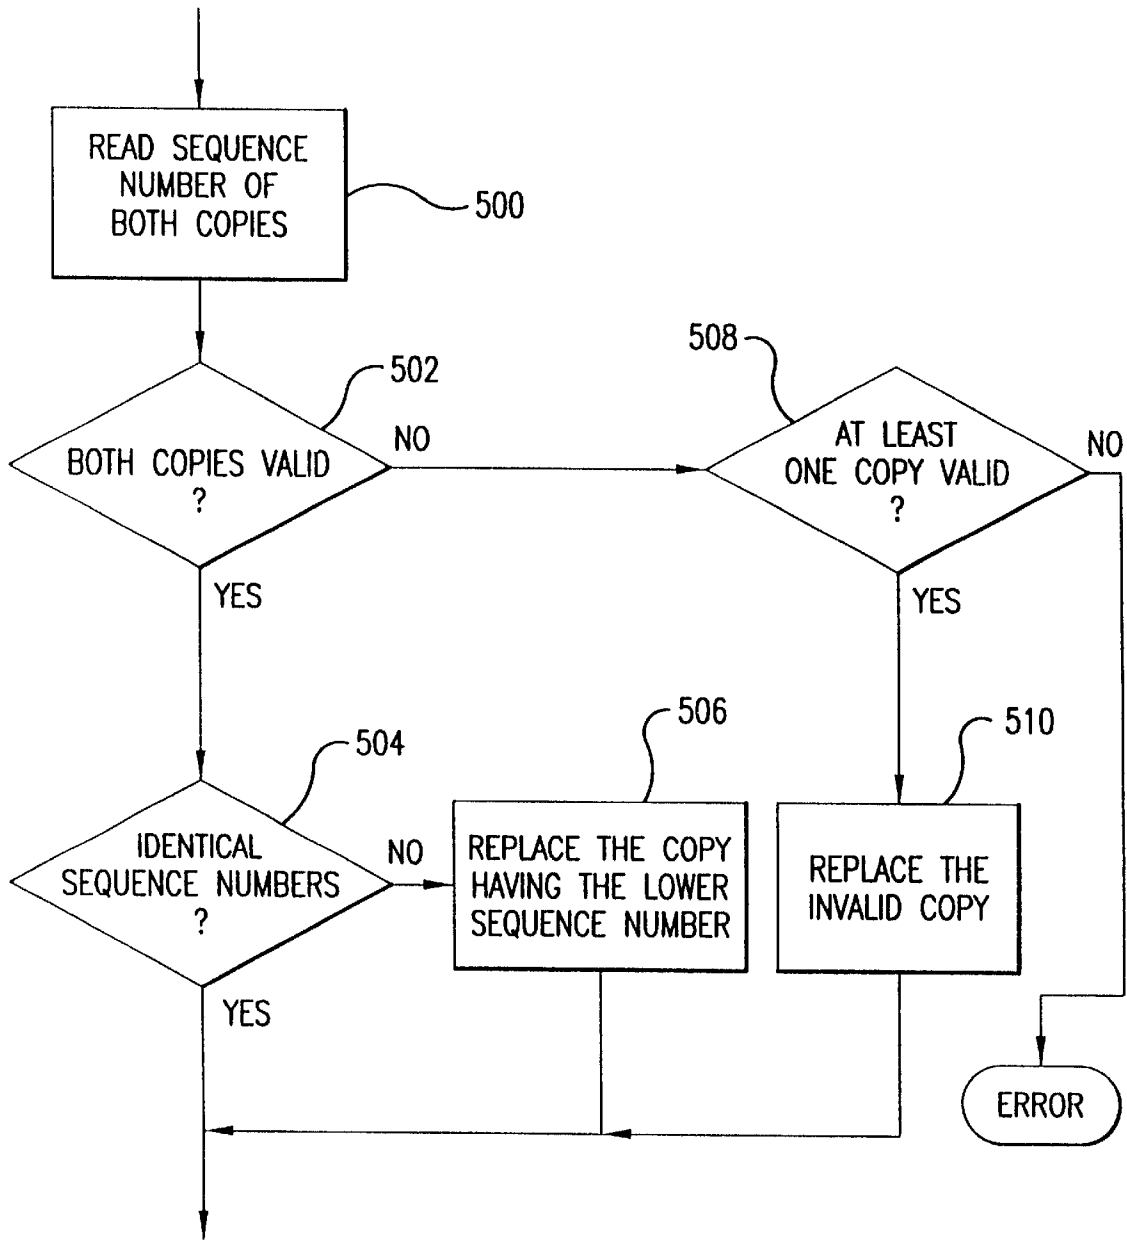 READ SEQUENCE
NUMBER OF
BOTH COPIES
500
502
BOTH COPIES VALID
?
NO
YES
508
AT LEAST
ONE COPY VALID
?
NO
YES
504
IDENTICAL
SEQUENCE NUMBERS
?
NO
YES
506
REPLACE THE COPY
HAVING THE LOWER
SEQUENCE NUMBER
510
REPLACE THE
INVALID COPY
ERROR